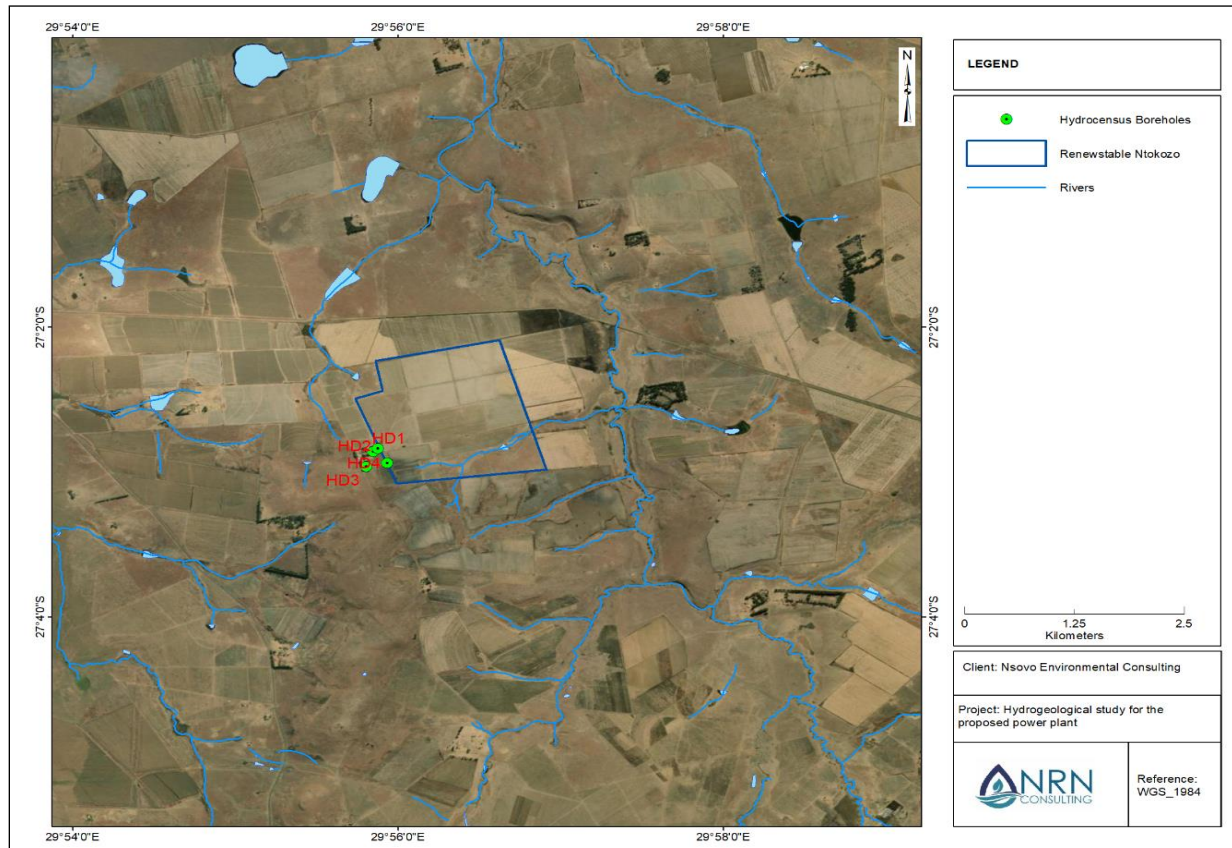 29°54'0"E
29°56'0"E
29°58'0"E
N
27°2'0"S
27°2'0"S
HD1
HD2
HD4
HD3
27°4'0"S
27°4'0"S
29°54'0"E
29°56'0"E
29°58'0"E
LEGEND
Hydrocensus Boreholes
Renewstable Ntokozo
Rivers
0 1.25 2.5
Kilometers
Client: Nsovo Environmental Consulting
Project: Hydrogeological study for the
proposed power plant
NRN
CONSULTING
Reference:
WGS_1984